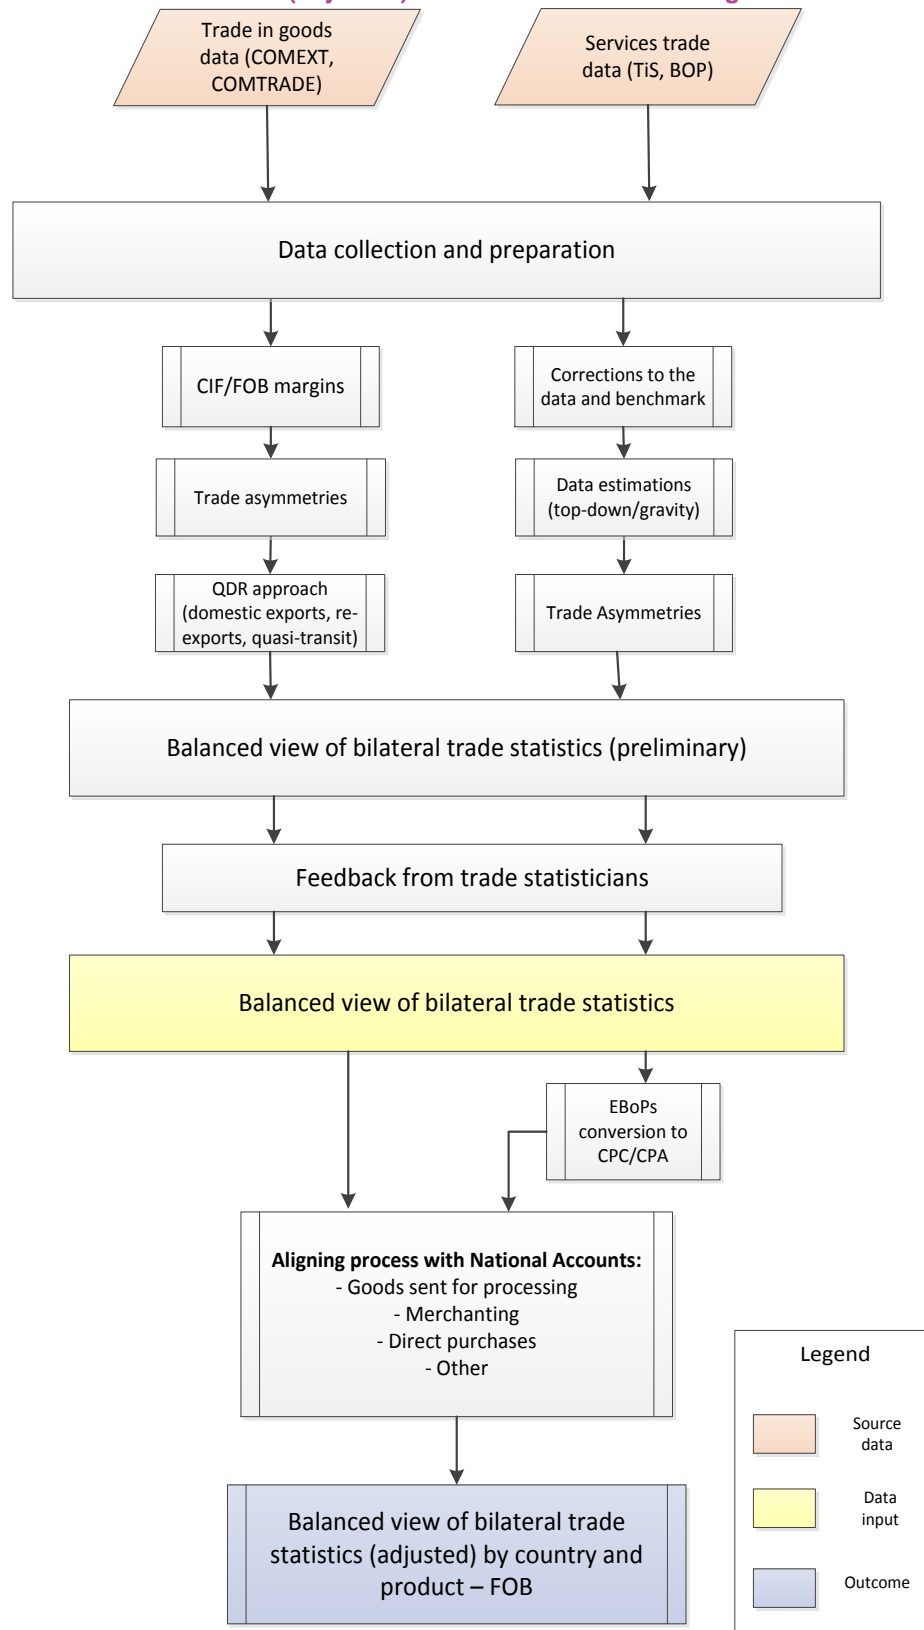 Trade in goods
data (COMEXT,
COMTRADE)
Services trade
data (TiS, BOP)
Data collection and preparation
CIF/FOB margins
Corrections to the
data and benchmark
Trade asymmetries
Data estimations
(top-down/gravity)
QDR approach
(domestic exports, re-
exports, quasi-transit)
Trade Asymmetries
Balanced view of bilateral trade statistics (preliminary)
Feedback from trade statisticians
Balanced view of bilateral trade statistics
EBoPs
conversion to
CPC/CPA
Aligning process with National Accounts:
- Goods sent for processing
- Merchanting
- Direct purchases
- Other
Balanced view of bilateral trade
statistics (adjusted) by country and
product – FOB
Legend
Source
data
Data
input
Outcome